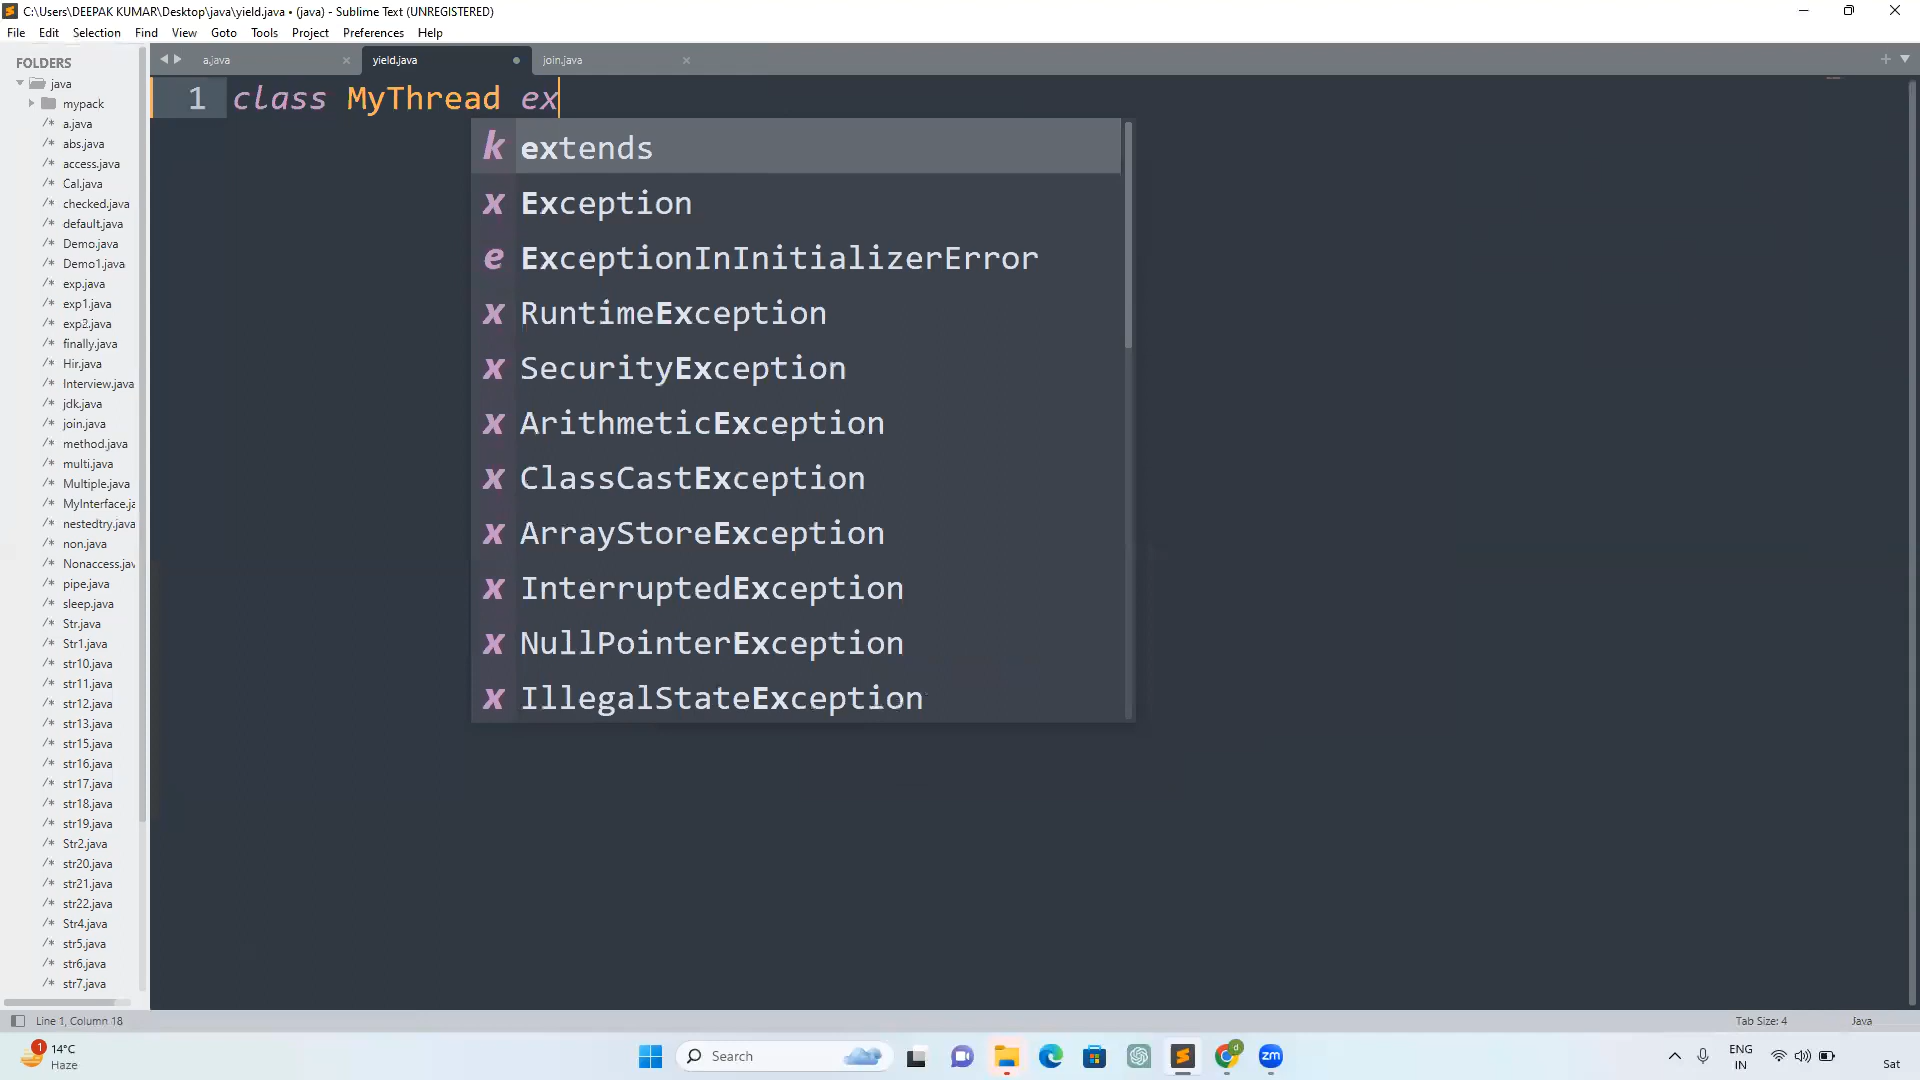 C:\Users\DEEPAK KUMAR\Desktop\java\yield.java • (java) - Sublime Text (UNREGISTERED)
File Edit Selection Find View Goto Tools Project Preferences Help
FOLDERS
java
mypack
a.java
abs.java
access.java
Cal.java
checked.java
default.java
Demo.java
Demo1.java
exp.java
exp1.java
exp2.java
finally.java
Hir.java
Interview.java
jdk.java
join.java
method.java
multi.java
Multiple.java
MyInterface.ja
nestedtry.java
non.java
Nonaccess.jav
pipe.java
sleep.java
Str.java
Str1.java
str10.java
str11.java
str12.java
str13.java
str15.java
str16.java
str17.java
str18.java
str19.java
Str2.java
str20.java
str21.java
str22.java
Str4.java
str5.java
str6.java
str7.java
a.java yield.java join.java
1 class MyThread ex
k extends
x Exception
e ExceptionInInitializerError
x RuntimeException
x SecurityException
x ArithmeticException
x ClassCastException
x ArrayStoreException
x InterruptedException
x NullPointerException
x IllegalStateException
Line 1, Column 18 Tab Size: 4 Java
1 14°C
Haze
Search
zm
d
ENG
IN
Sat